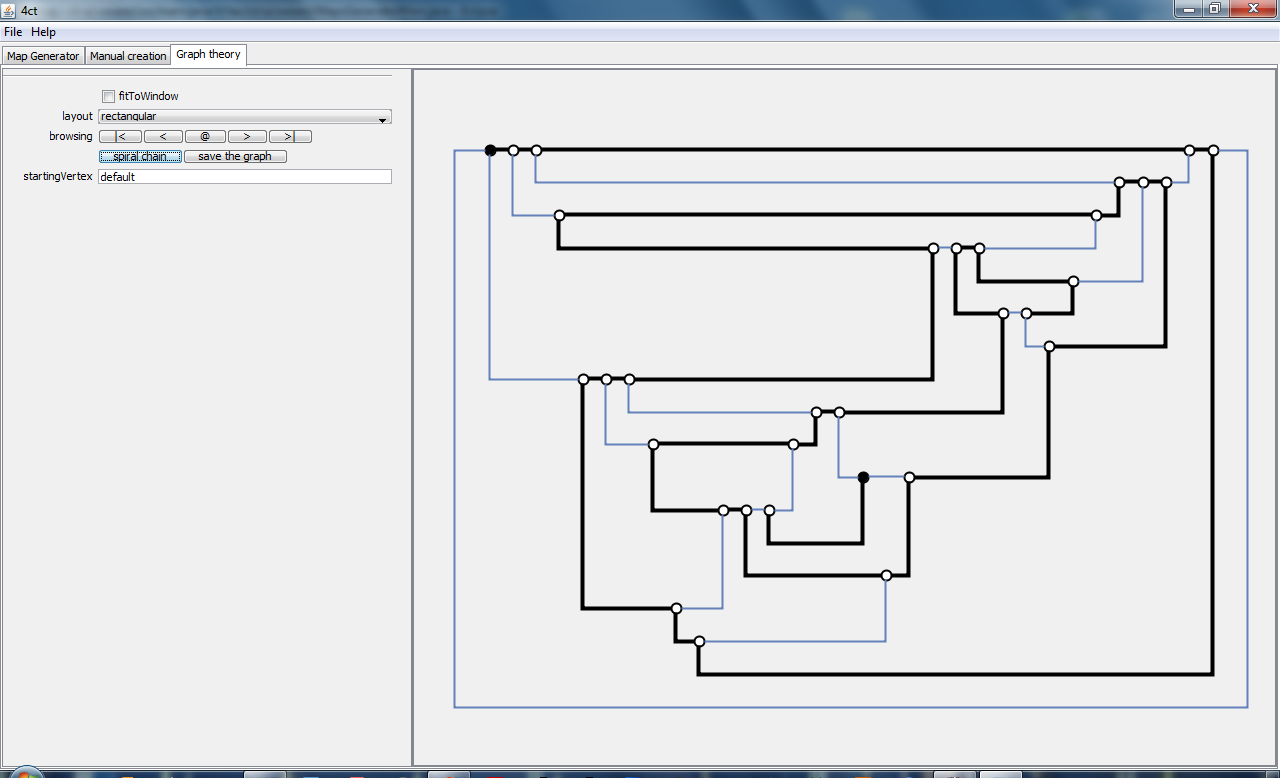 4ct
File Help
Map Generator Manual creation Graph theory
fitToWindow
layout rectangular
browsing |< < @ > >|
spiral chain save the graph
startingVertex default